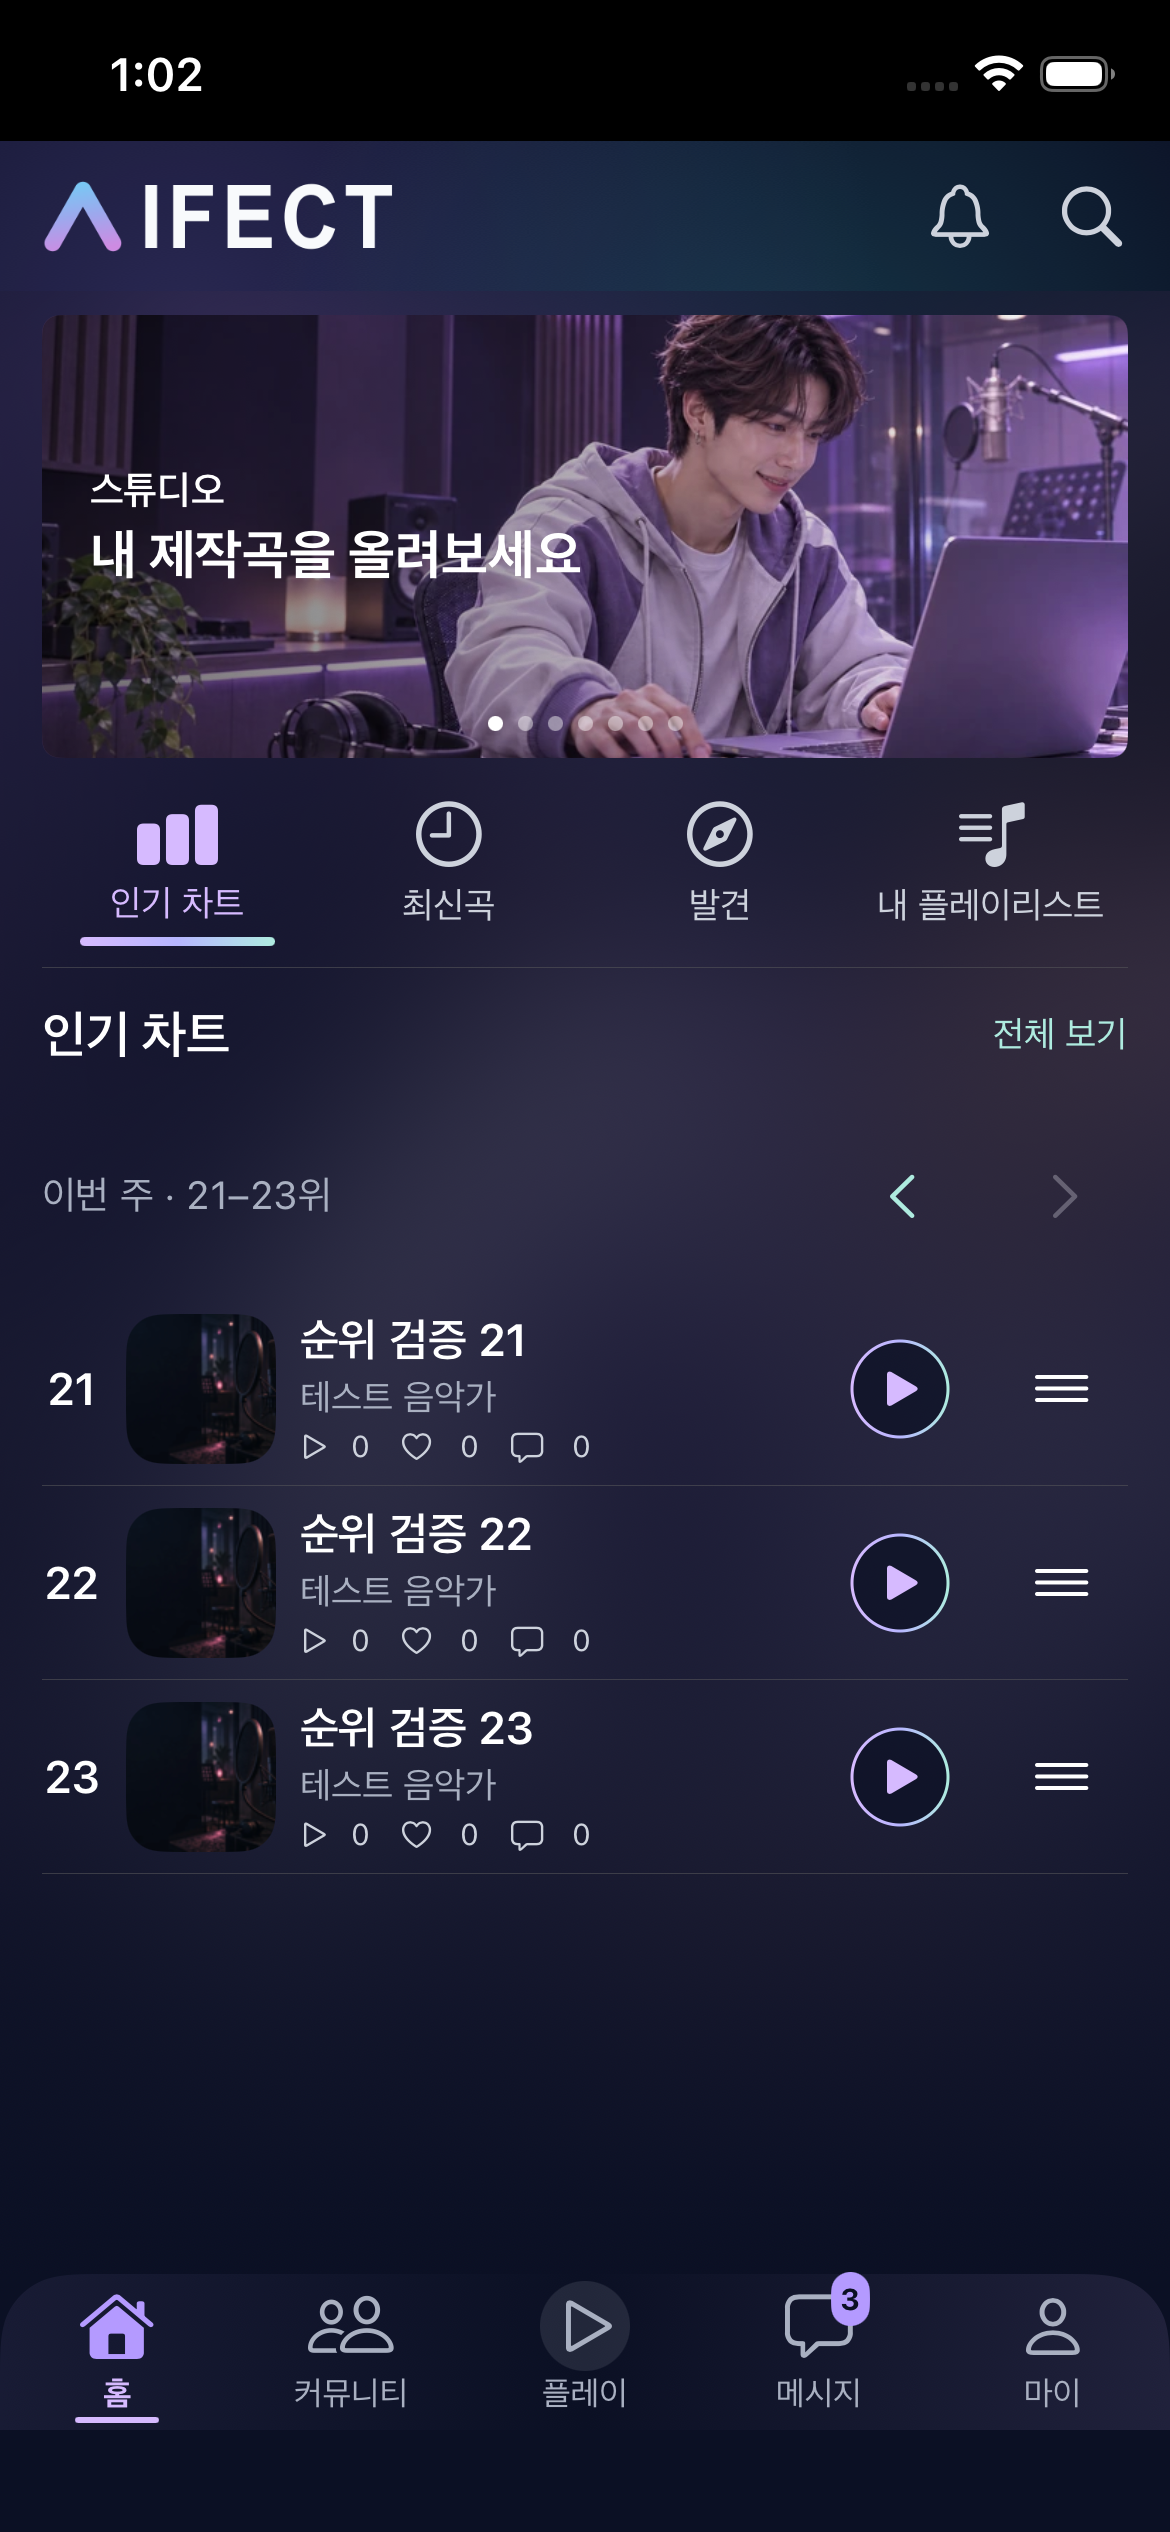 1:02
AIFECT
스튜디오
내 제작곡을 올려보세요
인기 차트
최신곡
발견
내 플레이리스트
인기 차트
전체 보기
이번 주 · 21–23위
21
순위 검증 21
테스트 음악가
0 0 0
22
순위 검증 22
테스트 음악가
0 0 0
23
순위 검증 23
테스트 음악가
0 0 0
3
홈
커뮤니티
플레이
메시지
마이